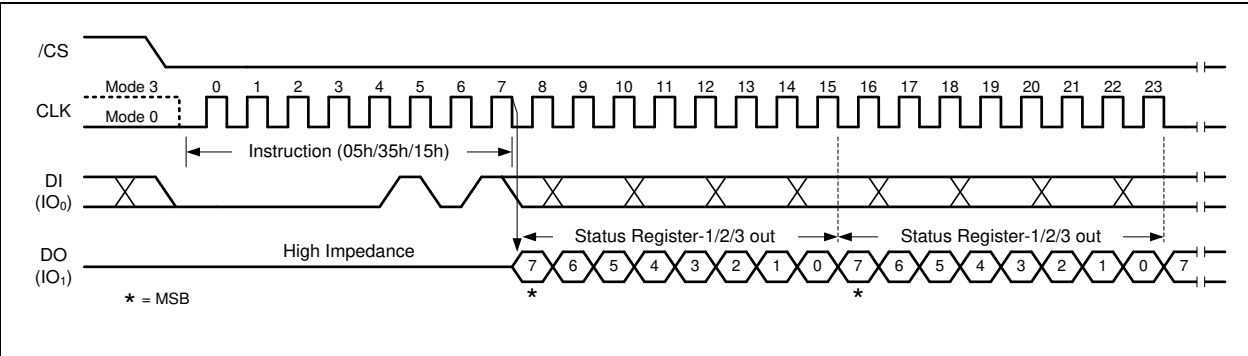 /CS
Mode 3
0 1 2 3 4 5 6 7 8 9 10 11 12 13 14 15 16 17 18 19 20 21 22 23
CLK
Mode 0
Instruction (05h/35h/15h)
DI
(IO₀)
Status Register-1/2/3 out Status Register-1/2/3 out
High Impedance
DO
(IO₁)
7 6 5 4 3 2 1 0 7 6 5 4 3 2 1 0 7
* *
* = MSB